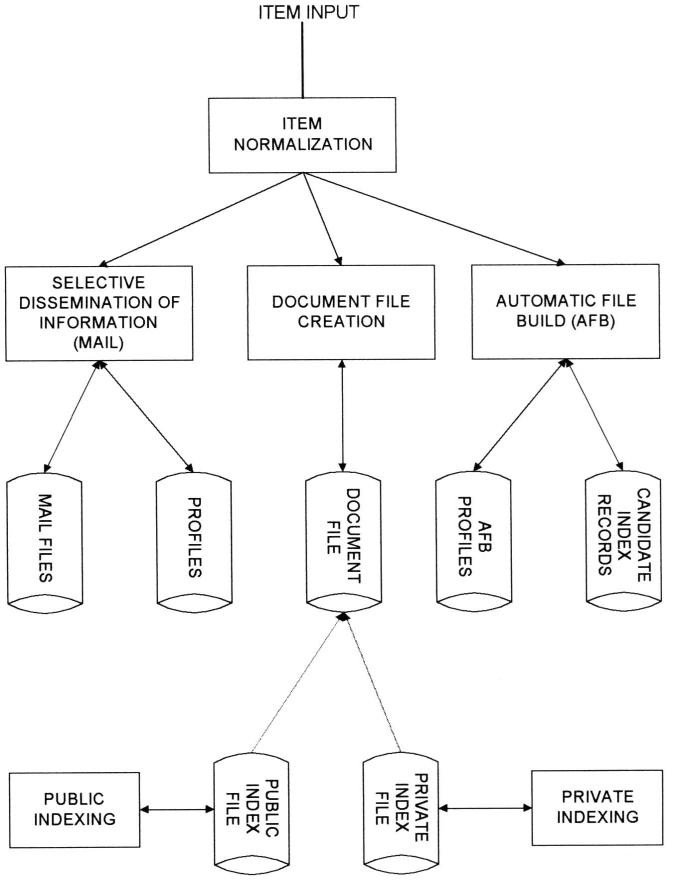 ITEM INPUT
ITEM
NORMALIZATION
SELECTIVE
DISSEMINATION OF
INFORMATION
(MAIL)
DOCUMENT FILE
CREATION
AUTOMATIC FILE
BUILD (AFB)
MAIL FILES
PROFILES
DOCUMENT
FILE
AFB
PROFILES
CANDIDATE
INDEX
RECORDS
PUBLIC
INDEXING
PUBLIC
INDEX
FILE
PRIVATE
INDEX
FILE
PRIVATE
INDEXING